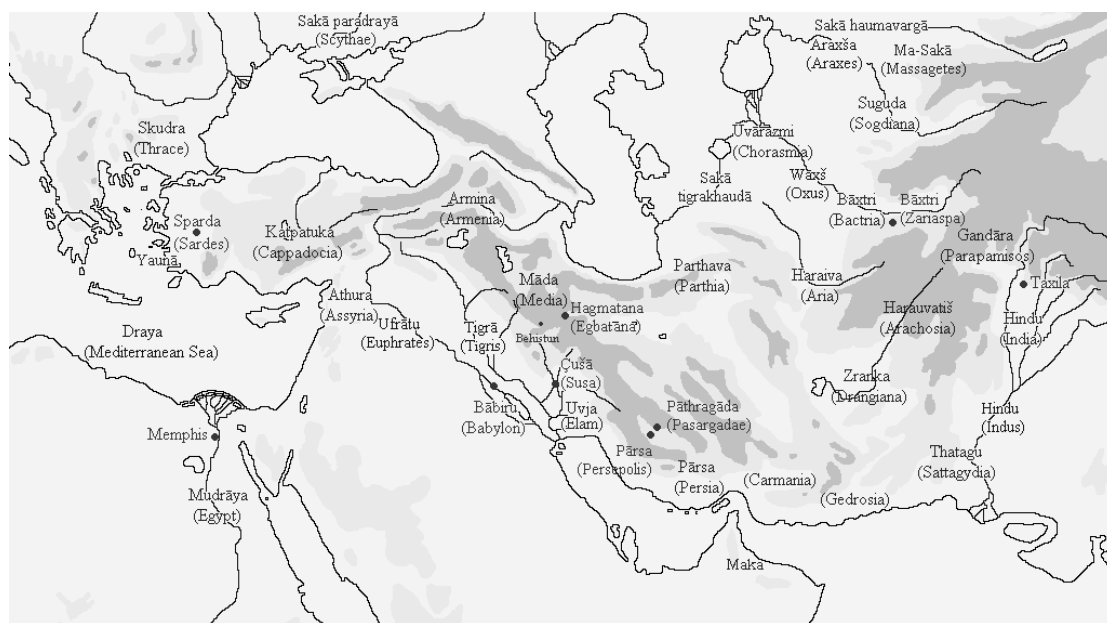 Sakā paradrayā
(Scythae)
Sakā haumavargā
Araxša
(Araxes)
Ma-Sakā
(Massagetes)
Suguda
(Sogdiana)
Skudra
(Thrace)
Uvārazmi
(Chorasmia)
Sakā
tigrakhaudā
Wāxš
(Oxus)
Bāxtri
(Bactria)
Bāxtri
(Zariaspa)
Armina
(Armenia)
Sparda
(Sardes)
Yaunā
Katpatuká
(Cappadocia)
Gandāra
(Parapamisos)
Taxila
Parthava
(Parthia)
Haraiva
(Aria)
Māda
(Media)
Hagmatana
(Egbatana)
Behistun
Athura
(Assyria)
Ufrātu
(Euphrates)
Tigrā
(Tigris)
Harauvatiš
(Arachosia)
Hindu
(India)
Draya
(Mediterranean Sea)
Çušā
(Susa)
Zranka
(Drangiana)
Bābiru
(Babylon)
Uvja
(Elam)
Pāthragāda
(Pasargadae)
Hindu
(Indus)
Memphis
Pārsa
(Persepolis)
Pārsa
(Persia)
(Carmania)
Thatagu
(Sattagydia)
(Gedrosia)
Mudrāya
(Egypt)
Maka